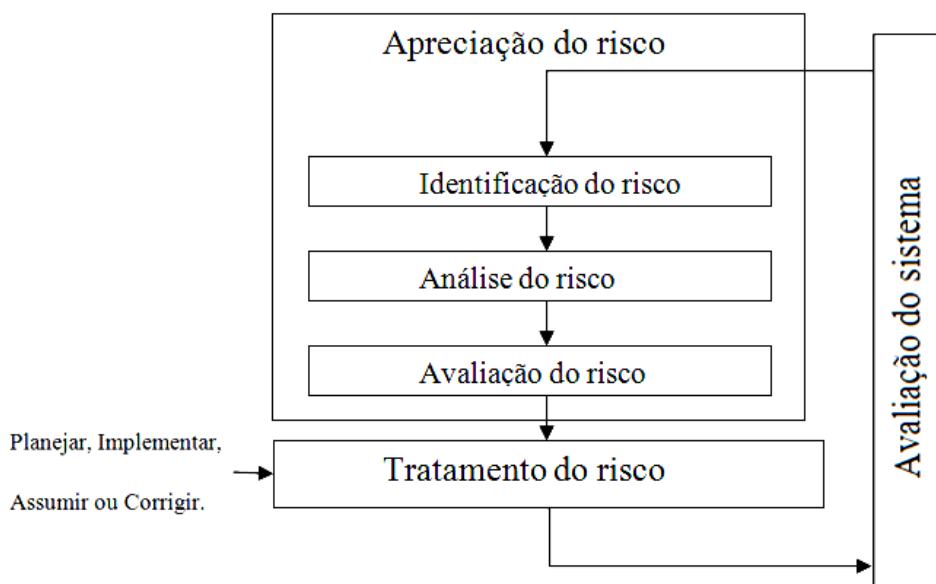 Apreciação do risco
Identificação do risco
Análise do risco
Avaliação do risco
Planejar, Implementar,
Assumir ou Corrigir.
Tratamento do risco
Avaliação do sistema